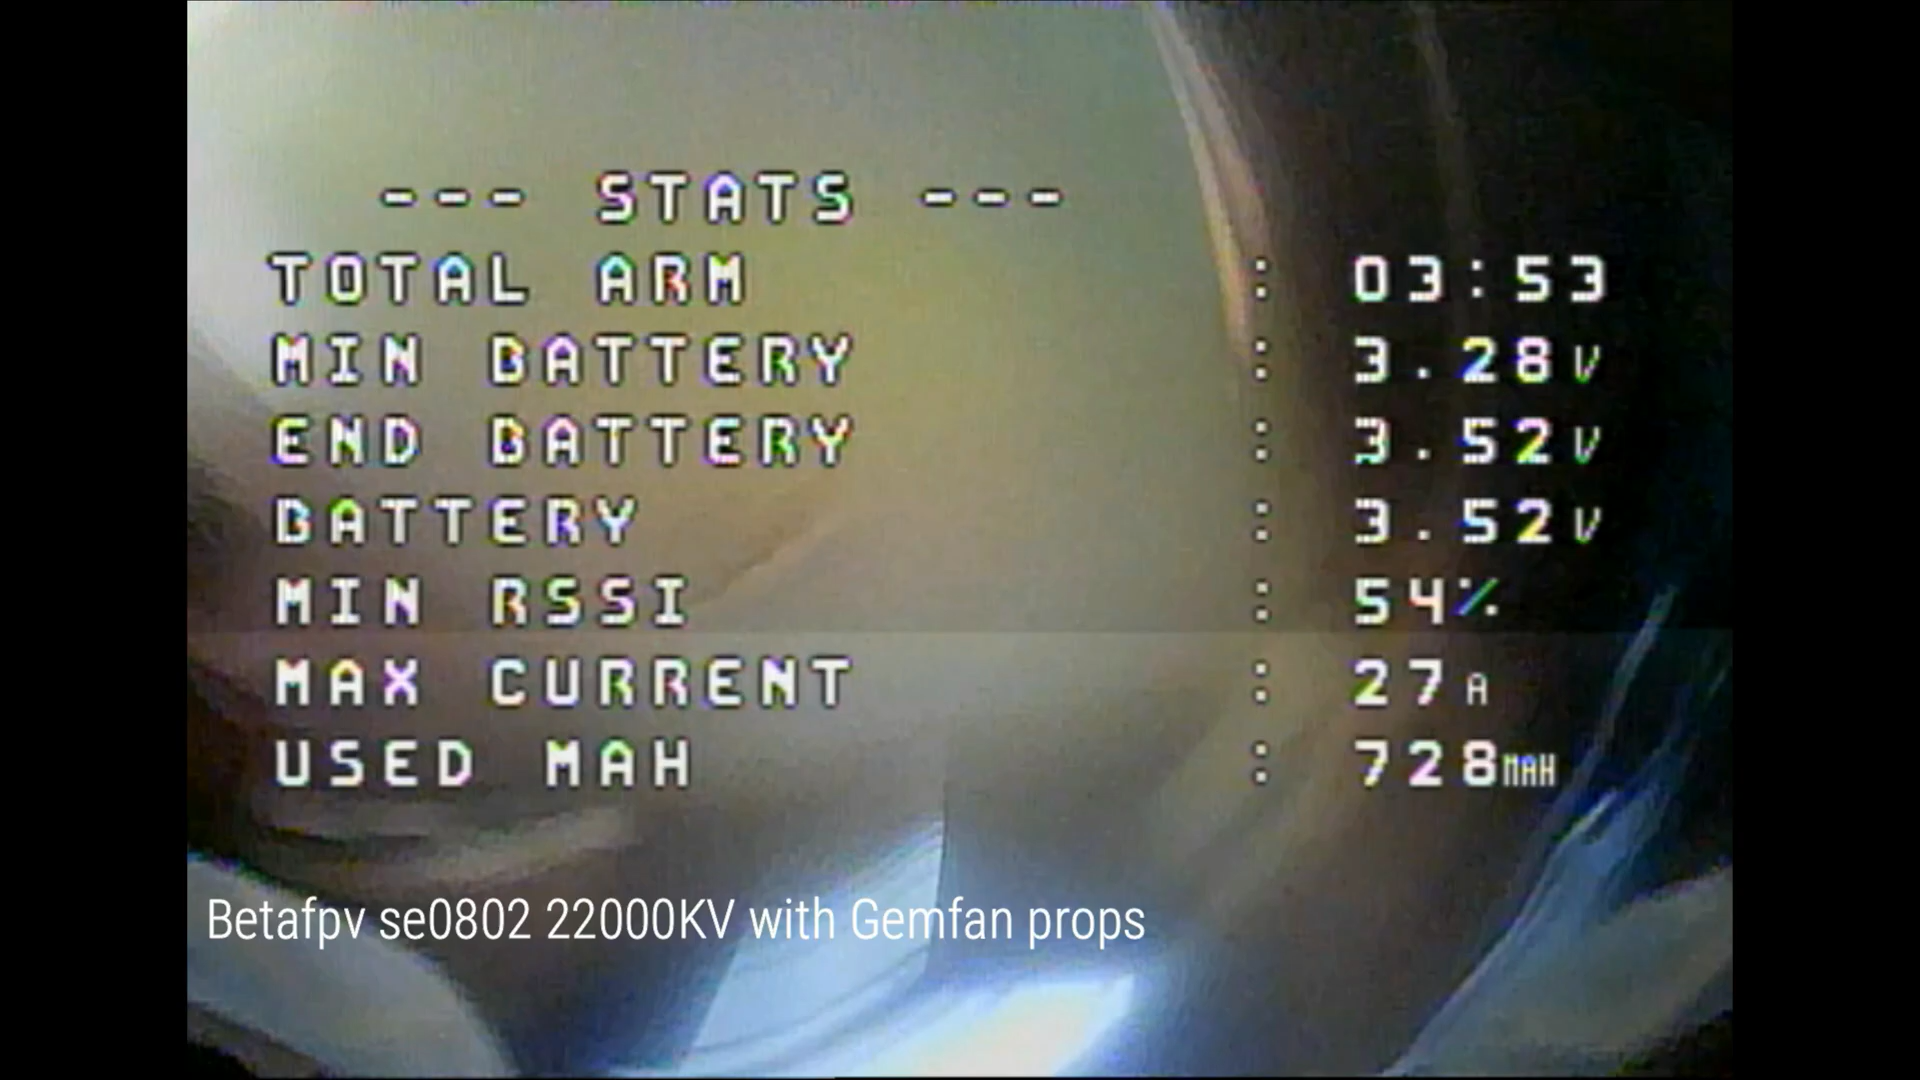 --- STATS ---
TOTAL ARM : 03:53
MIN BATTERY : 3.28V
END BATTERY : 3.52V
BATTERY : 3.52V
MIN RSSI : 54%
MAX CURRENT : 27A
USED MAH : 728MAH
Betafpv se0802 22000KV with Gemfan props